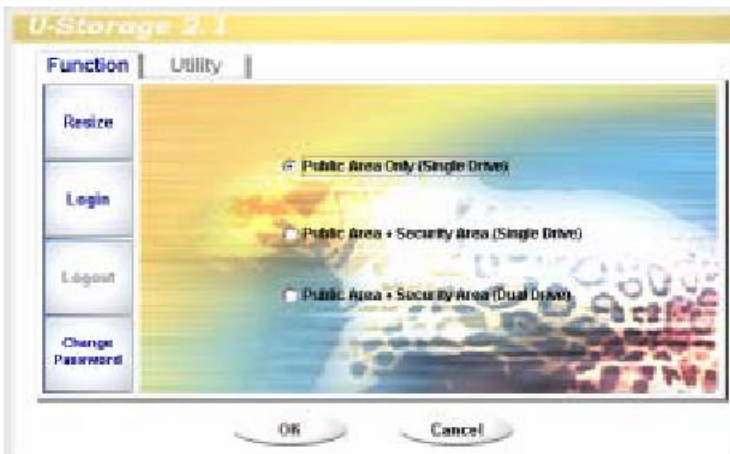 U-Storage 2.1
Function
Utility
Resize
Login
Logout
Change
Password
Public Area Only (Single Drive)
Public Area + Security Area (Single Drive)
Public Area + Security Area (Dual Drive)
OK
Cancel